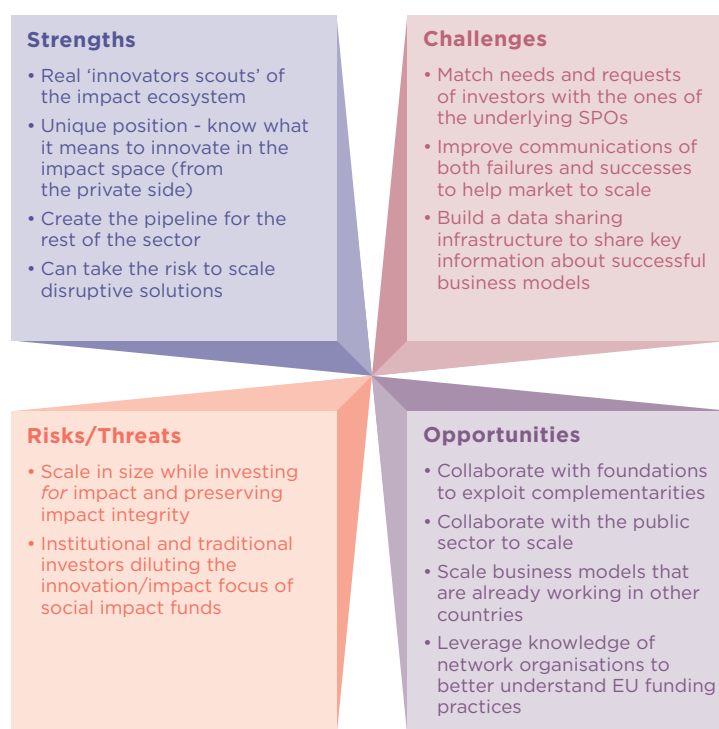 Strengths
• Real ‘innovators scouts’ of
the impact ecosystem
• Unique position - know what
it means to innovate in the
impact space (from
the private side)
• Create the pipeline for the
rest of the sector
• Can take the risk to scale
disruptive solutions
Challenges
• Match needs and requests
of investors with the ones of
the underlying SPOs
• Improve communications of
both failures and successes
to help market to scale
• Build a data sharing
infrastructure to share key
information about successful
business models
Risks/Threats
• Scale in size while investing
for impact and preserving
impact integrity
• Institutional and traditional
investors diluting the
innovation/impact focus of
social impact funds
Opportunities
• Collaborate with foundations
to exploit complementarities
• Collaborate with the public
sector to scale
• Scale business models that
are already working in other
countries
• Leverage knowledge of
network organisations to
better understand EU funding
practices